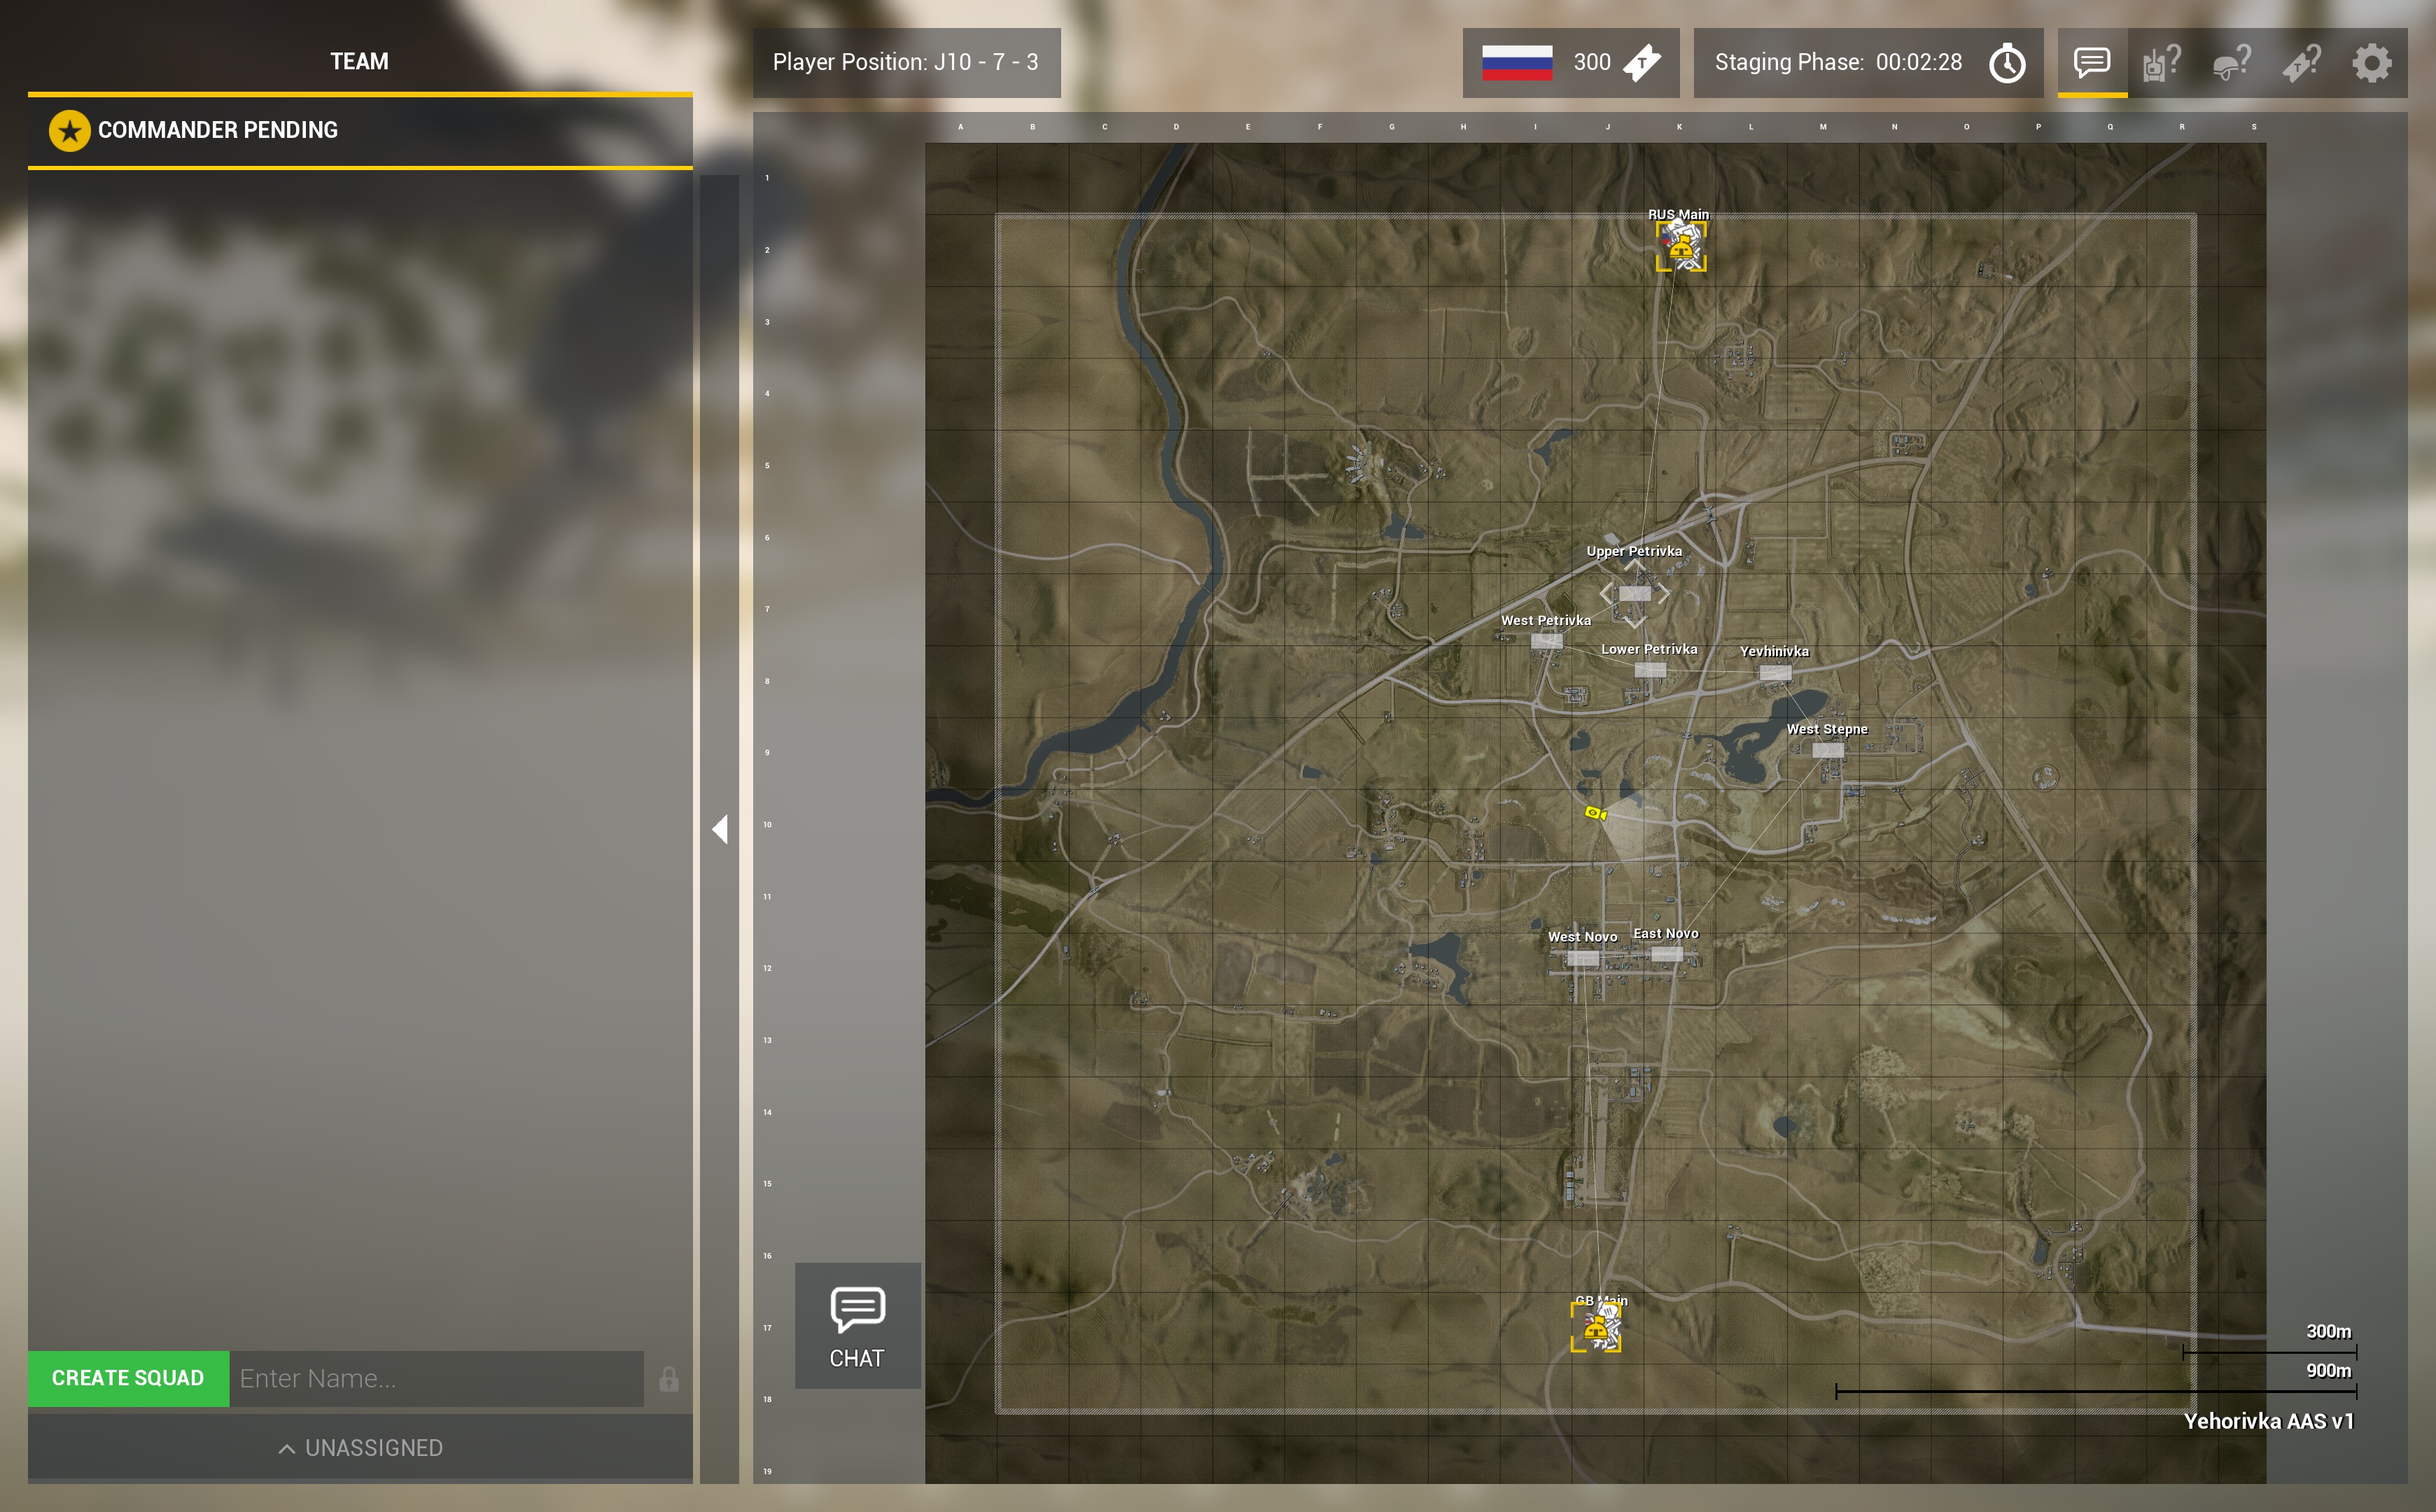 TEAM
Player Position: J10 - 7 - 3
300
T
Staging Phase: 00:02:28
?
?
T?
COMMANDER PENDING
A B C D E F G H I J K L M N O P Q R S
1
2
3
4
5
6
7
8
9
10
11
12
13
14
15
16
17
18
19
RUS Main
Upper Petrivka
West Petrivka
Lower Petrivka
Yevhinivka
West Stepne
West Novo
East Novo
GB Main
CHAT
300m
900m
Yehorivka AAS v1
CREATE SQUAD
Enter Name...
UNASSIGNED